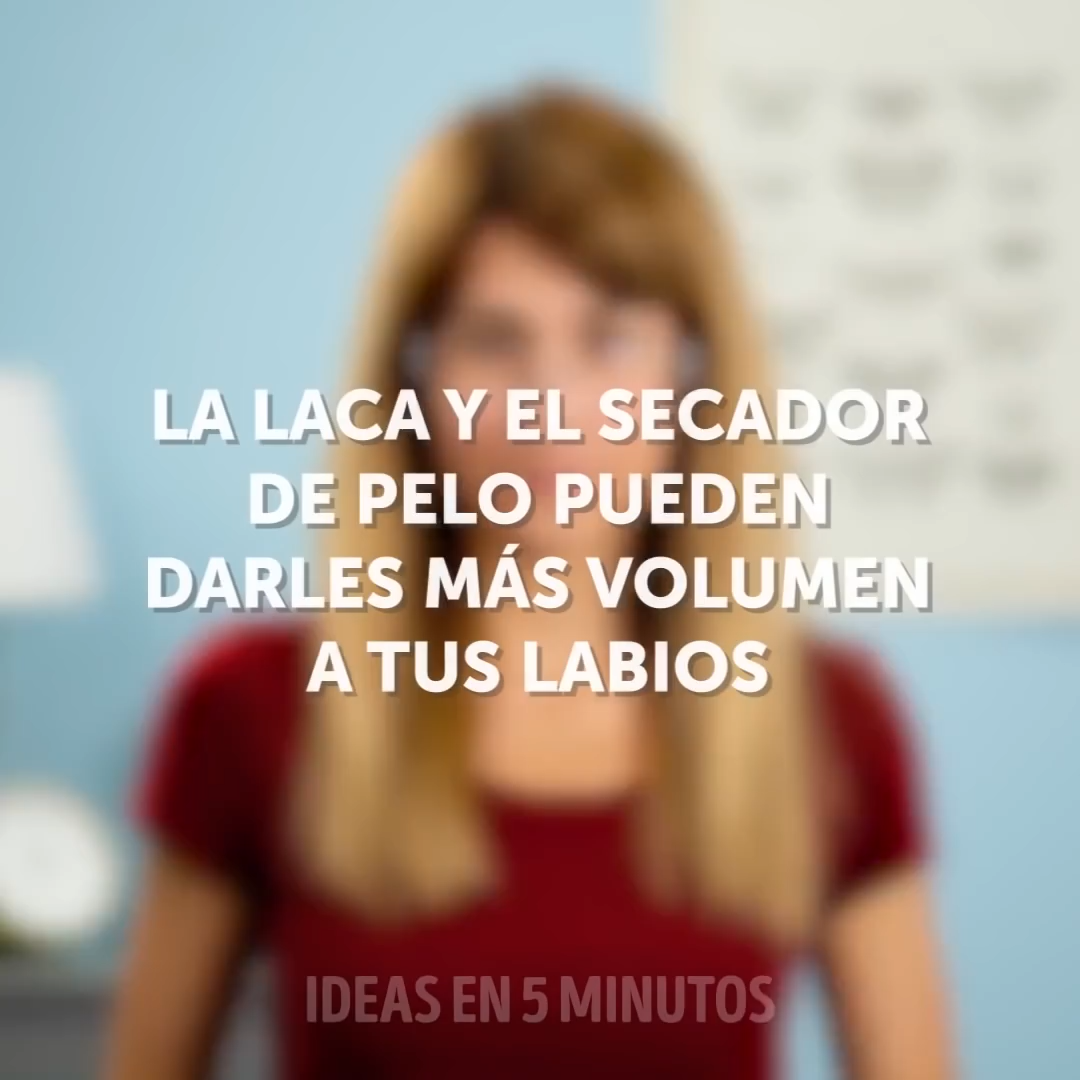 LA LACA Y EL SECADOR
DE PELO PUEDEN
DARLES MÁS VOLUMEN
A TUS LABIOS
IDEAS EN 5 MINUTOS